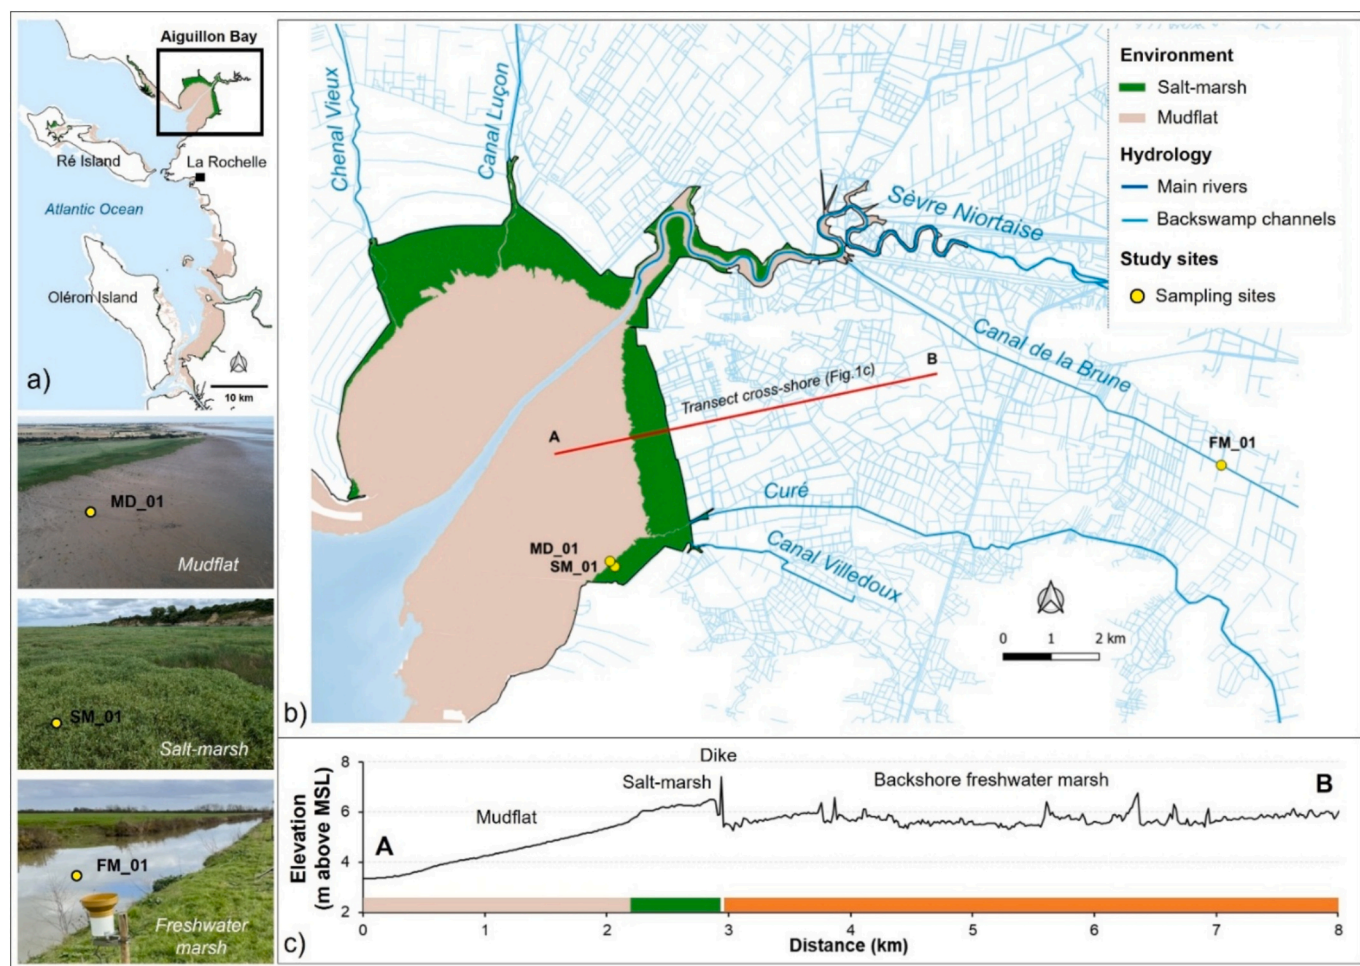 Aiguillon Bay
Ré Island
La Rochelle
Atlantic Ocean
Oléron Island
a)
10 km
MD_01
Mudflat
SM_01
Salt-marsh
FM_01
Freshwater
marsh
Chenal Vieux
Canal Luçon
Sèvre Niortaise
Canal de la Brune
B
Transect cross-shore (Fig.1c)
A
FM_01
Curé
Canal Villedoux
MD_01
SM_01
0 1 2 km
b)
Environment
Salt-marsh
Mudflat
Hydrology
Main rivers
Backswamp channels
Study sites
Sampling sites
Elevation
(m above MSL)
8
6
4
2
A
Mudflat
Salt-marsh
Dike
Backshore freshwater marsh
B
0 1 2 3 4 5 6 7 8
Distance (km)
c)